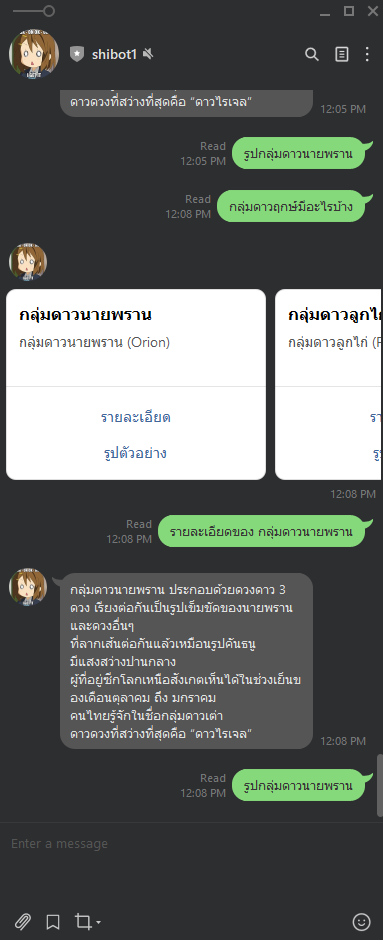 shibot1
ดาวดวงที่สว่างที่สุดคือ “ดาวไรเจล”
12:05 PM
Read
12:05 PM
รูปกลุ่มดาวนายพราน
Read
12:08 PM
กลุ่มดาวฤกษ์มีอะไรบ้าง
กลุ่มดาวนายพราน
กลุ่มดาวนายพราน (Orion)
รายละเอียด
รูปตัวอย่าง
กลุ่มดาวลูกไก่
กลุ่มดาวลูกไก่ (
รา
รู
12:08 PM
Read
12:08 PM
รายละเอียดของ กลุ่มดาวนายพราน
กลุ่มดาวนายพราน ประกอบด้วยดวงดาว 3
ดวง เรียงต่อกันเป็นรูปเข็มขัดของนายพราน
และดวงอื่นๆ
ที่ลากเส้นต่อกันแล้วเหมือนรูปคันธนู
มีแสงสว่างปานกลาง
ผู้ที่อยู่ซีกโลกเหนือสังเกตเห็นได้ในช่วงเย็นข
องเดือนตุลาคม ถึง มกราคม
คนไทยรู้จักในชื่อกลุ่มดาวเต่า
ดาวดวงที่สว่างที่สุดคือ “ดาวไรเจล”
12:08 PM
Read
12:08 PM
รูปกลุ่มดาวนายพราน
Enter a message